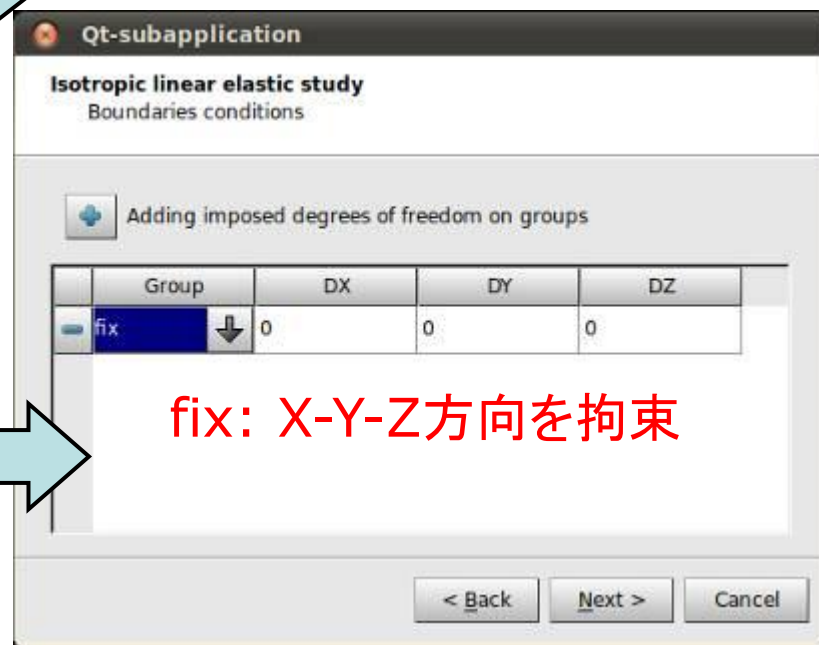 Qt-subapplication
Isotropic linear elastic study
Boundaries conditions
Adding imposed degrees of freedom on groups
Group DX DY DZ
fix 0 0 0
fix: X-Y-Z方向を拘束
< Back Next > Cancel